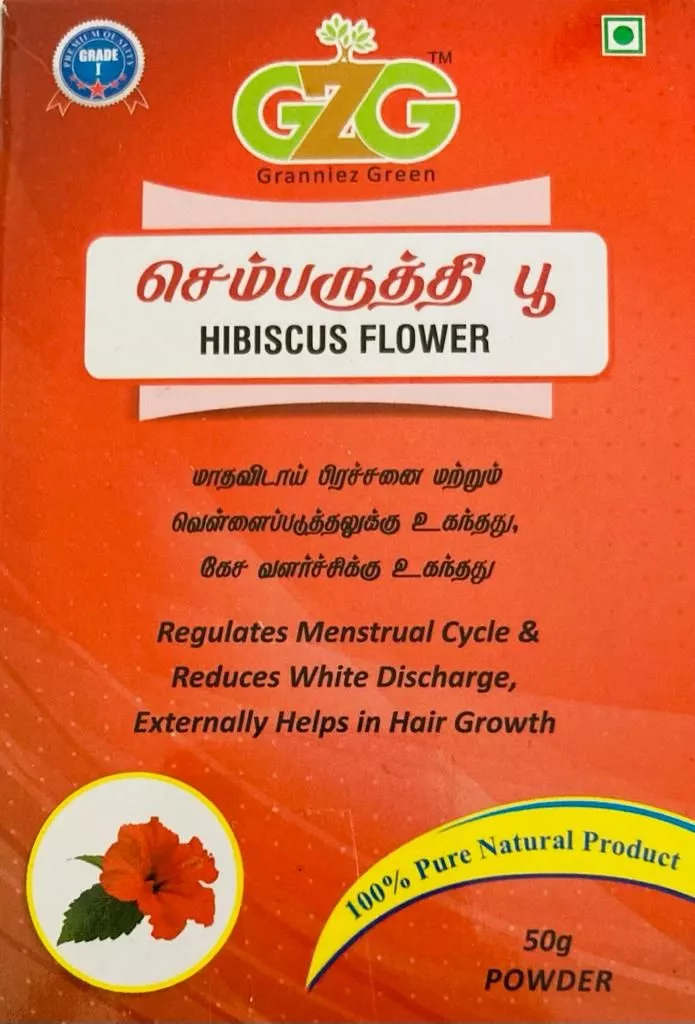 PREMIUM QUALITY
GRADE
I
GZG™
Granniez Green
செம்பருத்தி பூ
HIBISCUS FLOWER
மாதவிடாய் பிரச்சனை மற்றும்
வெள்ளைப்படுத்தலுக்கு உகந்தது,
கேச வளர்ச்சிக்கு உகந்தது
Regulates Menstrual Cycle &
Reduces White Discharge,
Externally Helps in Hair Growth
100% Pure Natural Product
50g
POWDER